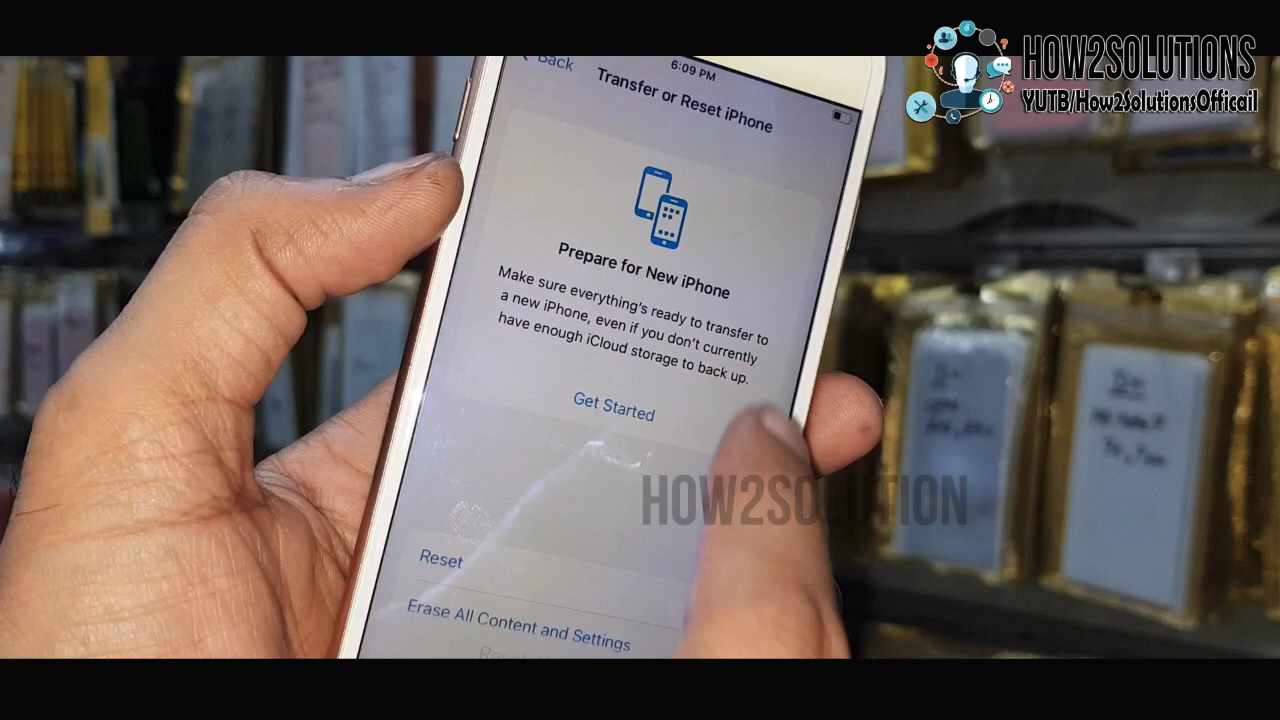 HOW2SOLUTIONS
YUTB/How2SolutionsOfficail
Back
6:09 PM
Transfer or Reset iPhone
Prepare for New iPhone
Make sure everything's ready to transfer to
a new iPhone, even if you don't currently
have enough iCloud storage to back up.
Get Started
HOW2SOLUTION
Reset
Erase All Content and Settings